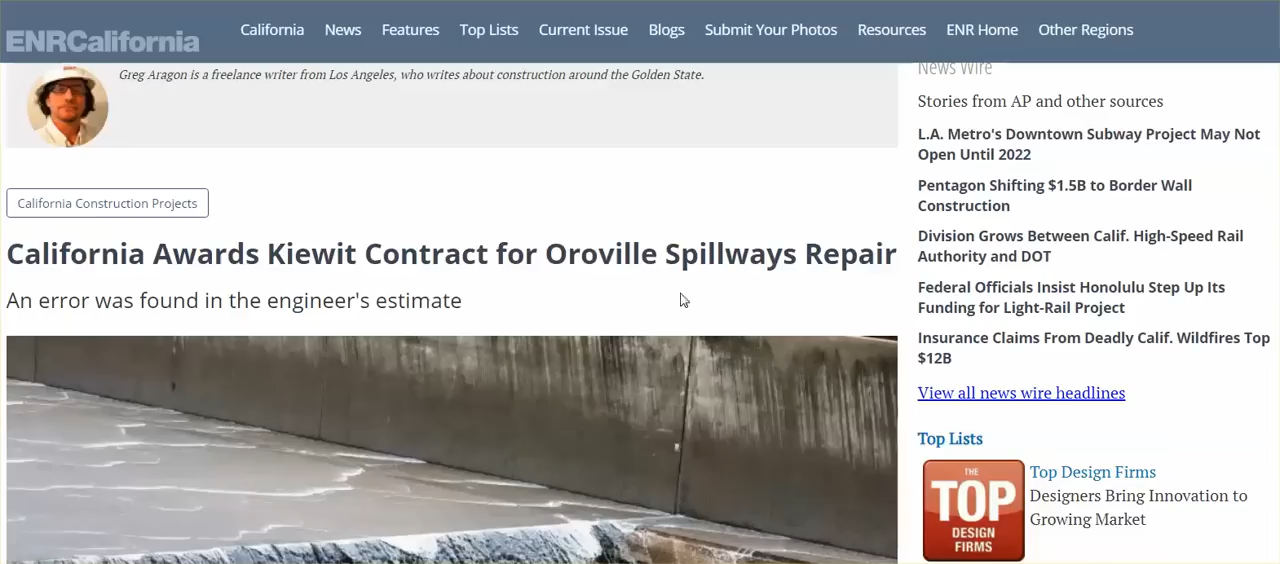 ENRCalifornia
California News Features Top Lists Current Issue Blogs Submit Your Photos Resources ENR Home Other Regions
Greg Aragon is a freelance writer from Los Angeles, who writes about construction around the Golden State.
California Construction Projects
California Awards Kiewit Contract for Oroville Spillways Repair
An error was found in the engineer's estimate
News Wire
Stories from AP and other sources
L.A. Metro's Downtown Subway Project May Not
Open Until 2022
Pentagon Shifting $1.5B to Border Wall
Construction
Division Grows Between Calif. High-Speed Rail
Authority and DOT
Federal Officials Insist Honolulu Step Up Its
Funding for Light-Rail Project
Insurance Claims From Deadly Calif. Wildfires Top
$12B
View all news wire headlines
Top Lists
THE
TOP
DESIGN
FIRMS
Top Design Firms
Designers Bring Innovation to
Growing Market